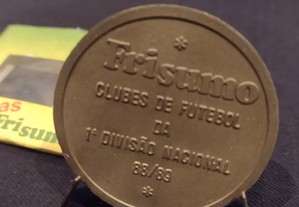 *
Frisumo
CLUBES DE FUTEBOL
DA
1ª DIVISÃO NACIONAL
88/89
*
as
Frisum